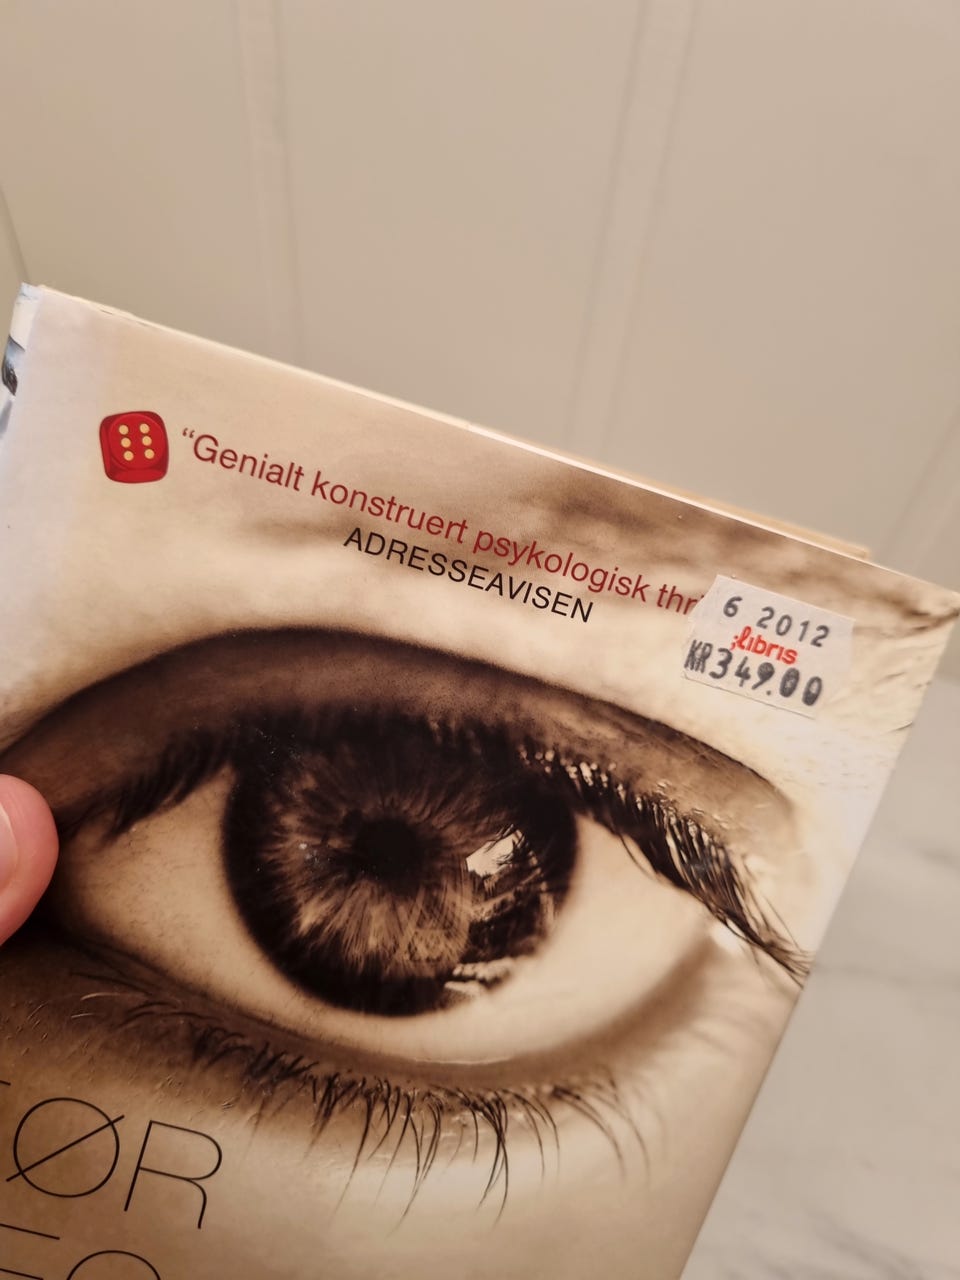 “Genialt konstruert psykologisk thr
ADRESSEAVISEN
6 2012
libris
KR349.00
ØR